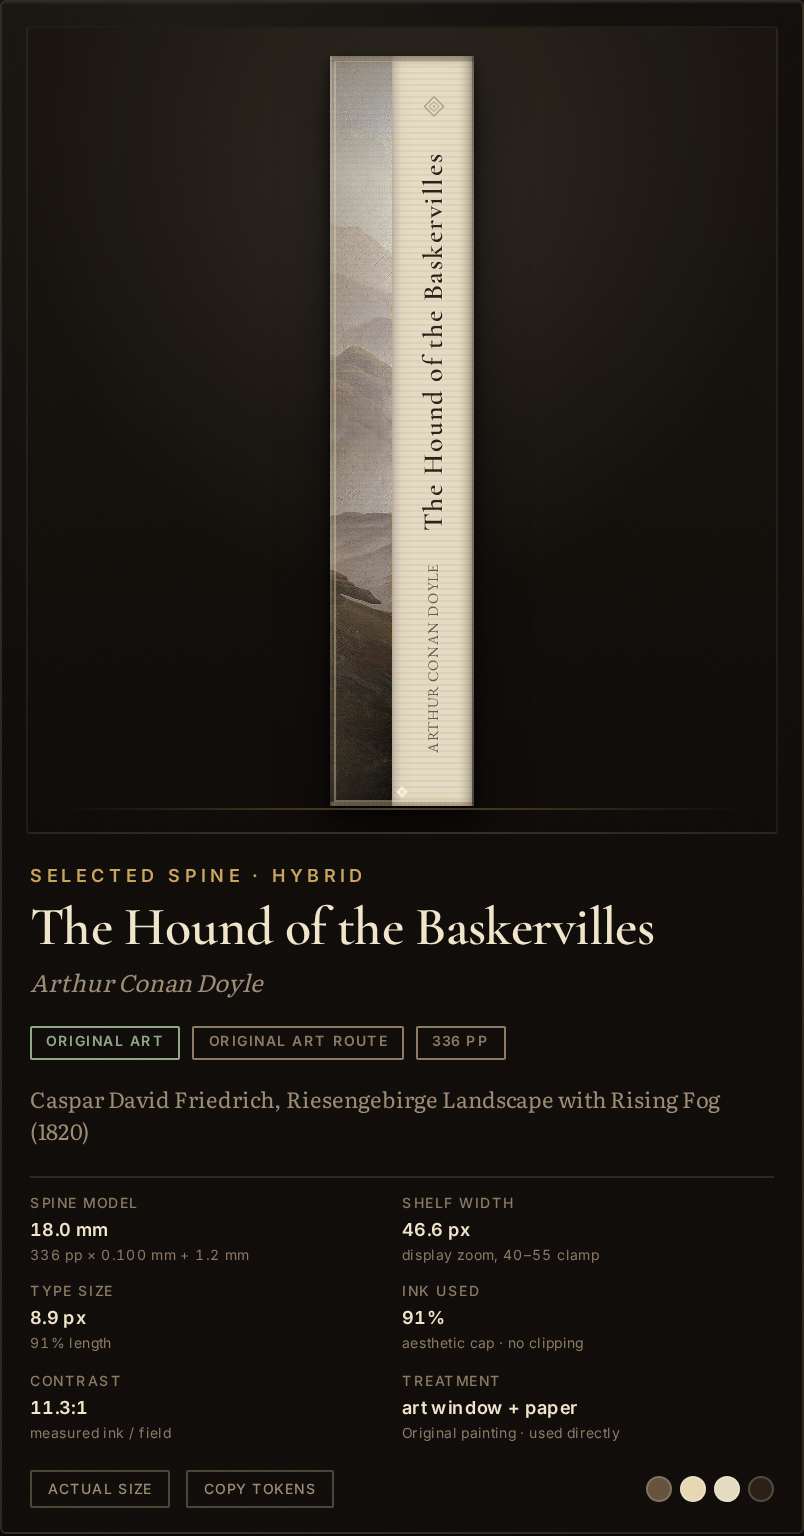 The Hound of the Baskervilles
ARTHUR CONAN DOYLE
SELECTED SPINE · HYBRID
The Hound of the Baskervilles
Arthur Conan Doyle
ORIGINAL ART
ORIGINAL ART ROUTE
336 PP
Caspar David Friedrich, Riesengebirge Landscape with Rising Fog
(1820)
SPINE MODEL
18.0 mm
336 pp × 0.100 mm + 1.2 mm
SHELF WIDTH
46.6 px
display zoom, 40–55 clamp
TYPE SIZE
8.9 px
91% length
INK USED
91%
aesthetic cap · no clipping
CONTRAST
11.3:1
measured ink / field
TREATMENT
art window + paper
Original painting · used directly
ACTUAL SIZE
COPY TOKENS